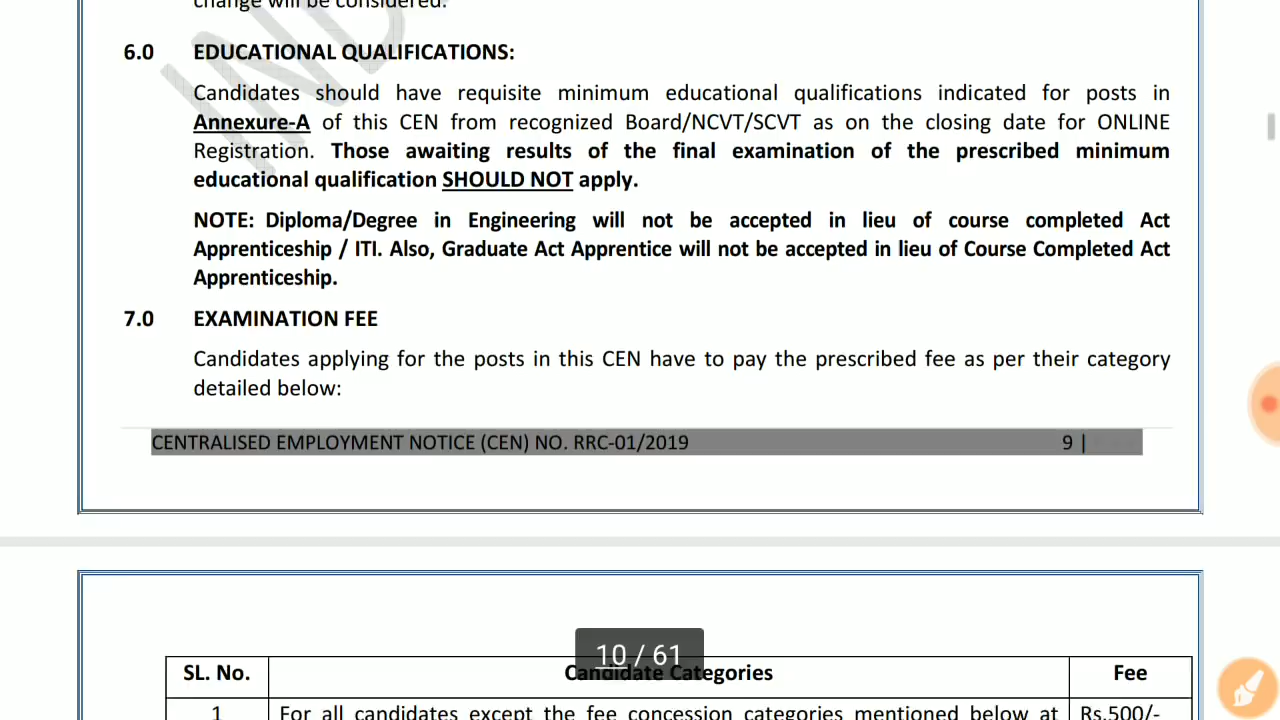 change will be considered.
6.0 EDUCATIONAL QUALIFICATIONS:
Candidates should have requisite minimum educational qualifications indicated for posts in
Annexure-A of this CEN from recognized Board/NCVT/SCVT as on the closing date for ONLINE
Registration. Those awaiting results of the final examination of the prescribed minimum
educational qualification SHOULD NOT apply.
NOTE: Diploma/Degree in Engineering will not be accepted in lieu of course completed Act
Apprenticeship / ITI. Also, Graduate Act Apprentice will not be accepted in lieu of Course Completed Act
Apprenticeship.
7.0 EXAMINATION FEE
Candidates applying for the posts in this CEN have to pay the prescribed fee as per their category
detailed below:
CENTRALISED EMPLOYMENT NOTICE (CEN) NO. RRC-01/2019 9 |
10 / 61
SL. No. Candidate Categories Fee
1 For all candidates except the fee concession categories mentioned below at Rs.500/-